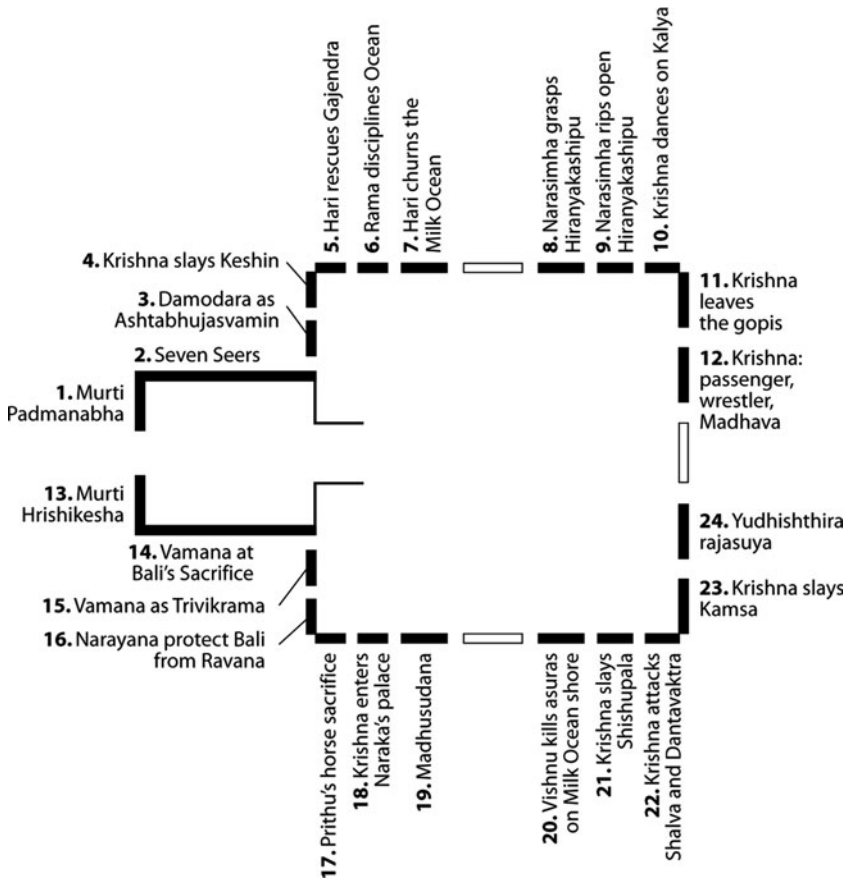 5. Hari rescues Gajendra
6. Rama disciplines Ocean
7. Hari churns the
Milk Ocean
8. Narasimha grasps
Hiranyakashipu
9. Narasimha rips open
Hiranyakashipu
10. Krishna dances on Kalya
4. Krishna slays Keshin
3. Damodara as
Ashtabhujasvamin
2. Seven Seers
1. Murti
Padmanabha
11. Krishna
leaves
the gopis
12. Krishna:
passenger,
wrestler,
Madhava
13. Murti
Hrishikesha
14. Vamana at
Bali’s Sacrifice
15. Vamana as Trivikrama
16. Narayana protect Bali
from Ravana
24. Yudhishthira
rajasuya
23. Krishna slays
Kamsa
17. Prithu’s horse sacrifice
18. Krishna enters
Naraka’s palace
19. Madhusudana
20. Vishnu kills asuras
on Milk Ocean shore
21. Krishna slays
Shishupala
22. Krishna attacks
Shalva and Dantavaktra